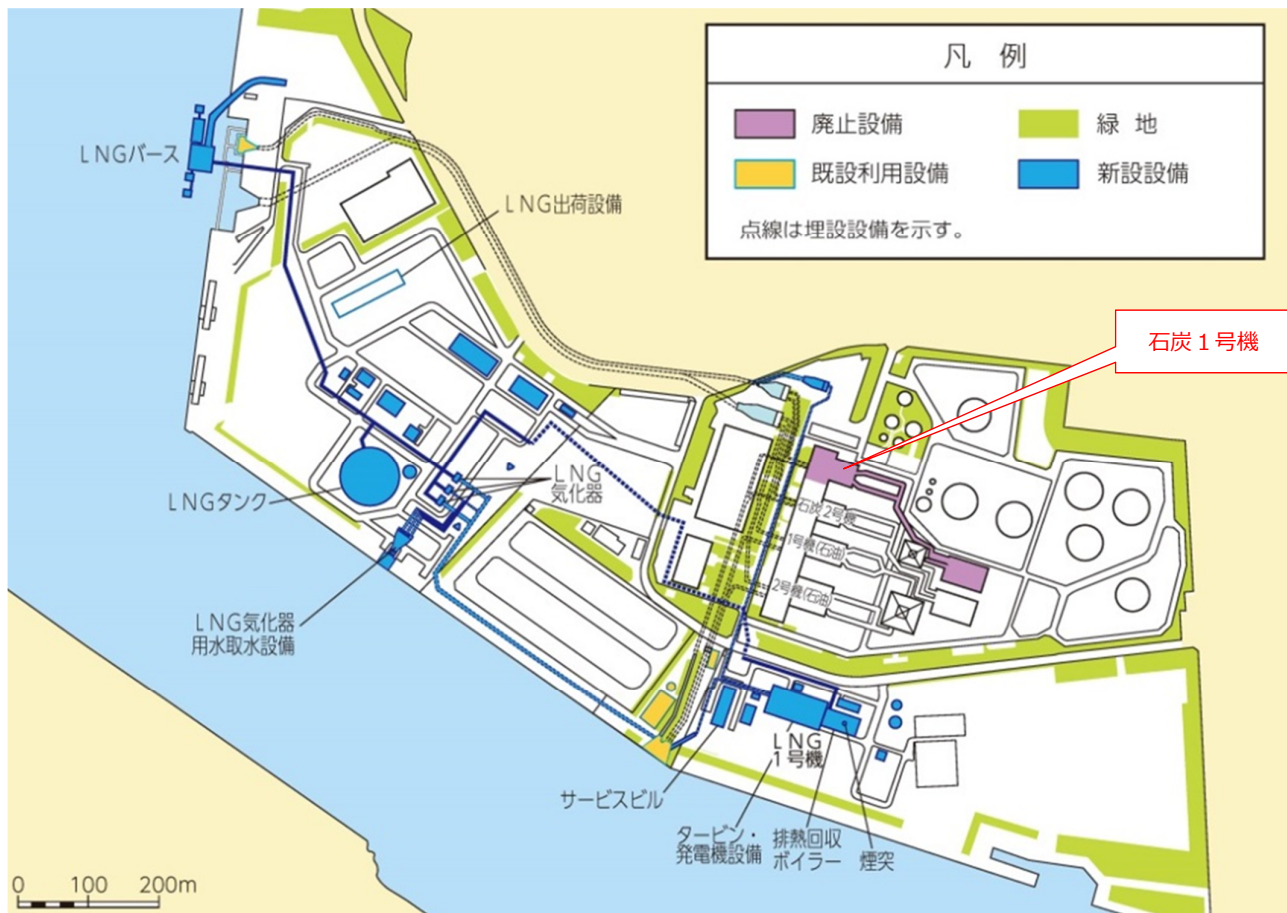 凡 例
廃止設備
緑 地
既設利用設備
新設設備
点線は埋設設備を示す。
石炭１号機
ＬＮＧバース
ＬＮＧ出荷設備
ＬＮＧ
気化器
ＬＮＧタンク
ＬＮＧ気化器
用水取水設備
石炭２号機
1号機(石油)
2号機(石油)
ＬＮＧ
１号機
サービスビル
タービン・
発電機設備
排熱回収
ボイラー
煙突
0 100 200m